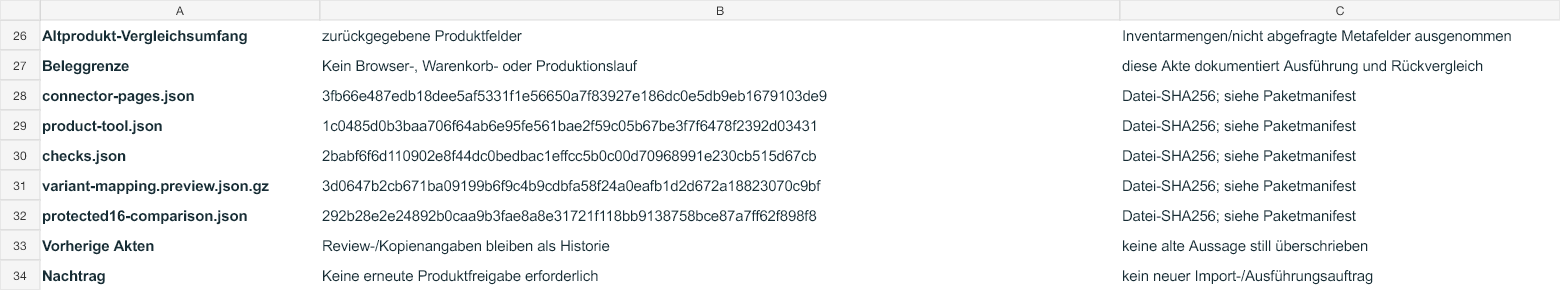 A B C
26 Altprodukt-Vergleichsumfang zurückgegebene Produktfelder Inventarmengen/nicht abgefragte Metafelder ausgenommen
27 Beleggrenze Kein Browser-, Warenkorb- oder Produktionslauf diese Akte dokumentiert Ausführung und Rückvergleich
28 connector-pages.json 3fb66e487edb18dee5af5331f1e56650a7f83927e186dc0e5db9eb1679103de9 Datei-SHA256; siehe Paketmanifest
29 product-tool.json 1c0485d0b3baa706f64ab6e95fe561bae2f59c05b67be3f7f6478f2392d03431 Datei-SHA256; siehe Paketmanifest
30 checks.json 2babf6f6d110902e8f44dc0bedbac1effcc5b0c00d70968991e230cb515d67cb Datei-SHA256; siehe Paketmanifest
31 variant-mapping.preview.json.gz 3d0647b2cb671ba09199b6f9c4b9cdbfa58f24a0eafb1d2d672a18823070c9bf Datei-SHA256; siehe Paketmanifest
32 protected16-comparison.json 292b28e2e24892b0caa9b3fae8a8e31721f118bb9138758bce87a7ff62f898f8 Datei-SHA256; siehe Paketmanifest
33 Vorherige Akten Review-/Kopienangaben bleiben als Historie keine alte Aussage still überschrieben
34 Nachtrag Keine erneute Produktfreigabe erforderlich kein neuer Import-/Ausführungsauftrag